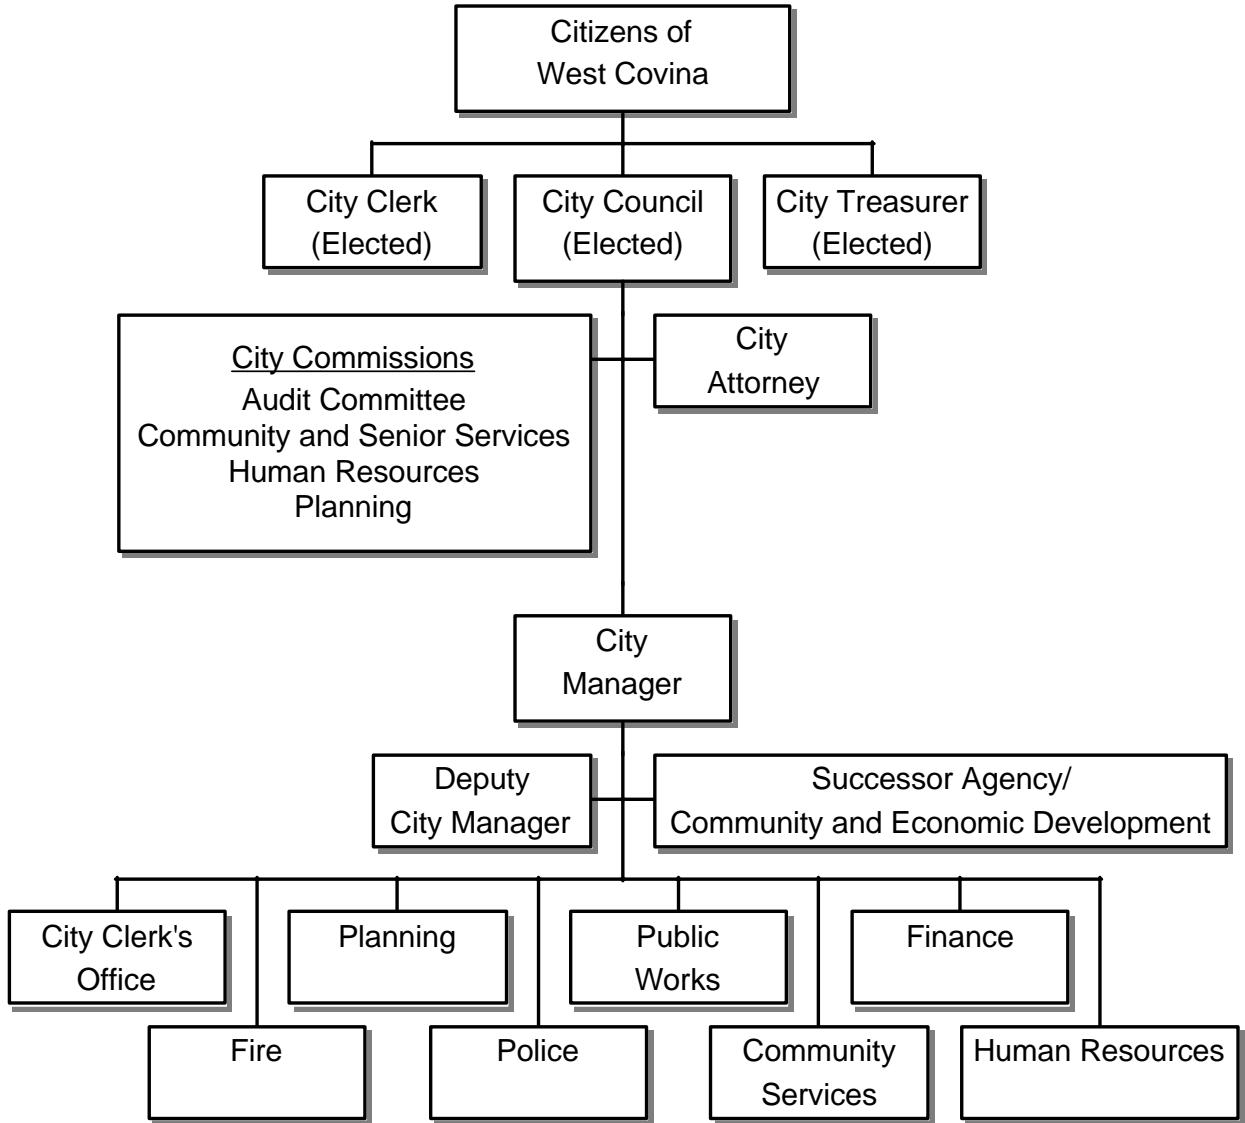 Citizens of
West Covina
City Clerk
(Elected)
City Council
(Elected)
City Treasurer
(Elected)
City Commissions
Audit Committee
Community and Senior Services
Human Resources
Planning
City
Attorney
City
Manager
Deputy
City Manager
Successor Agency/
Community and Economic Development
City Clerk's
Office
Planning
Public
Works
Finance
Fire
Police
Community
Services
Human Resources